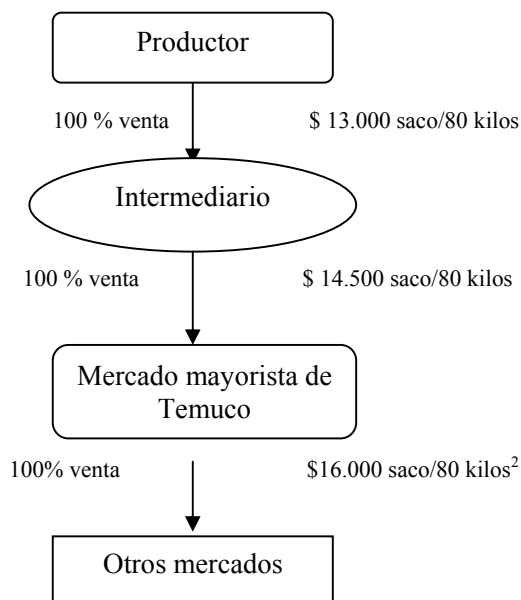 Productor
100 % venta $ 13.000 saco/80 kilos
Intermediario
100 % venta $ 14.500 saco/80 kilos
Mercado mayorista de
Temuco
100% venta $16.000 saco/80 kilos²
Otros mercados